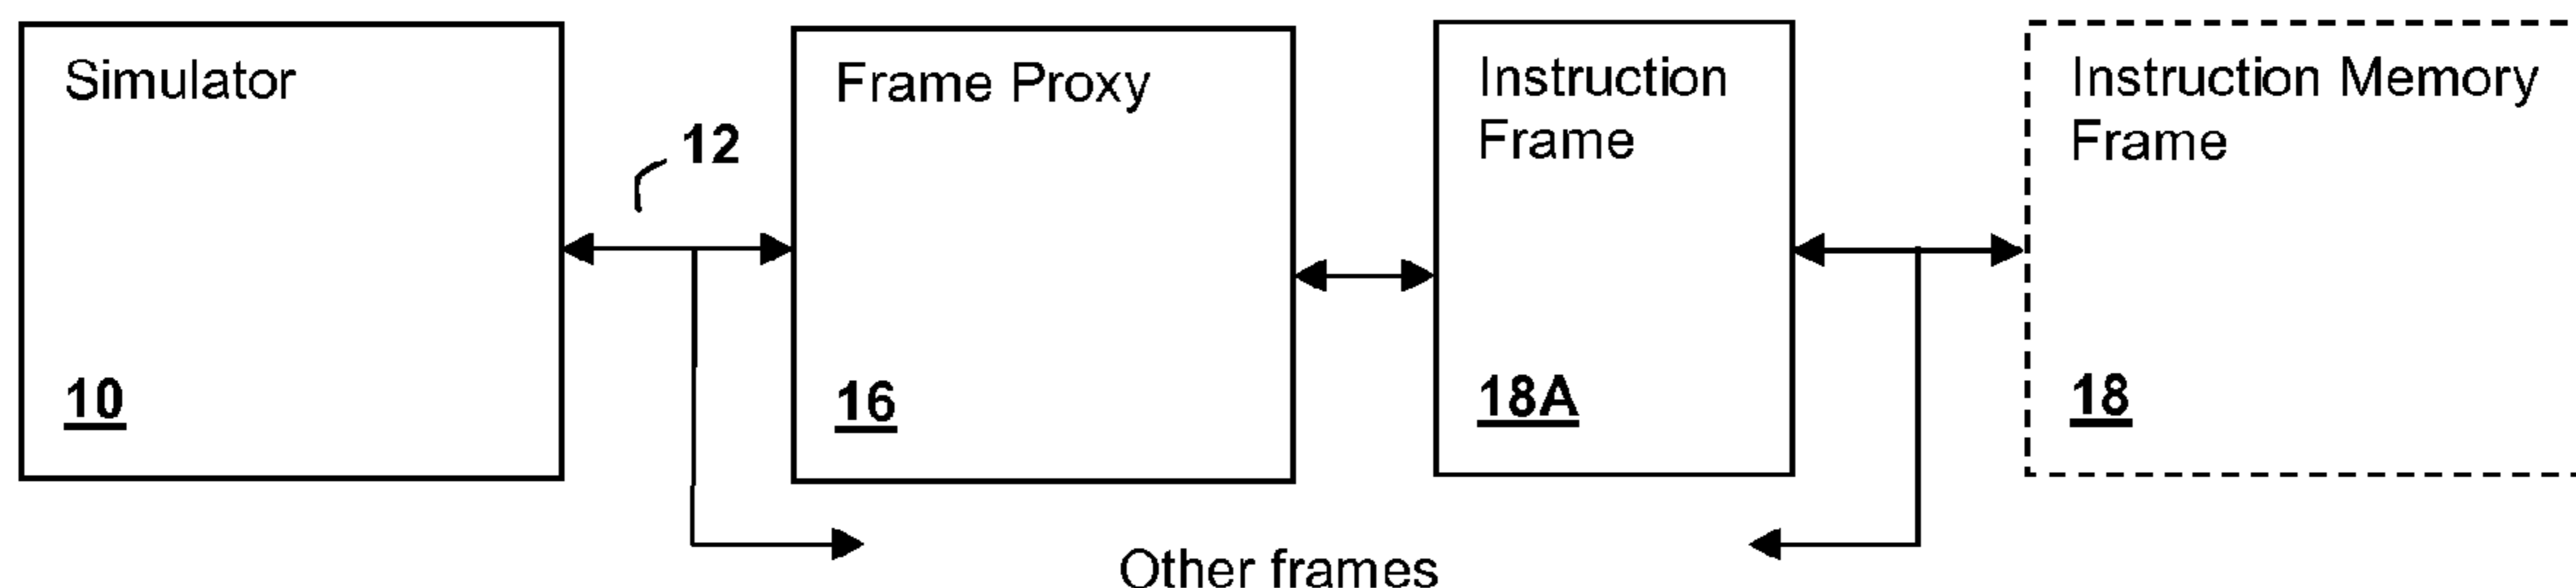 Simulator
10
12
Frame Proxy
16
Instruction
Frame
18A
Instruction Memory
Frame
18
Other frames